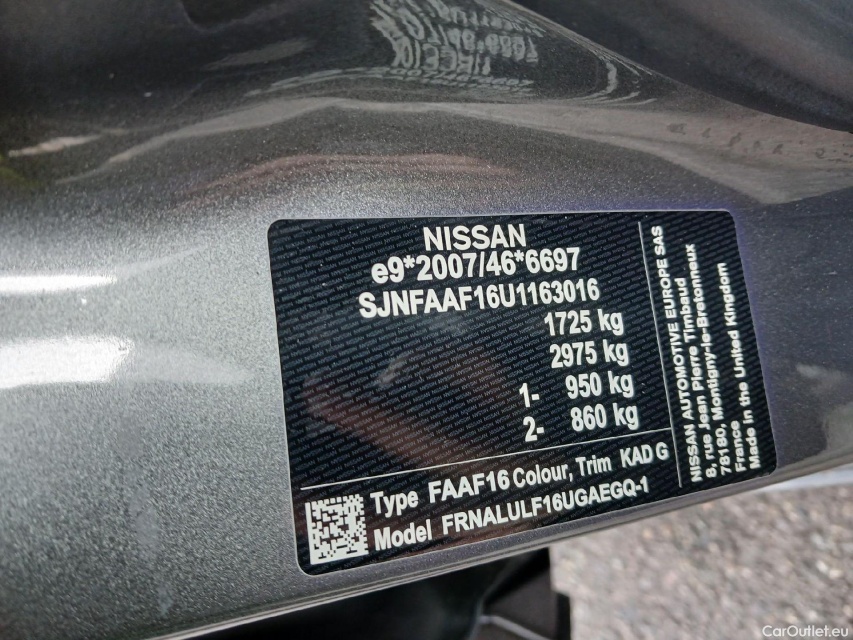 NISSAN
e9*2007/46*6697
SJNFAAF16U1163016
1725 kg
2975 kg
1- 950 kg
2- 860 kg
Type FAAF16 Colour, Trim KAD G
Model FRNALULF16UGAEGQ-1
NISSAN AUTOMOTIVE EUROPE SAS
8, rue Jean Pierre Timbaud
78180, Montigny-le-Bretonneux
France
Made in the United Kingdom
CarOutlet.eu